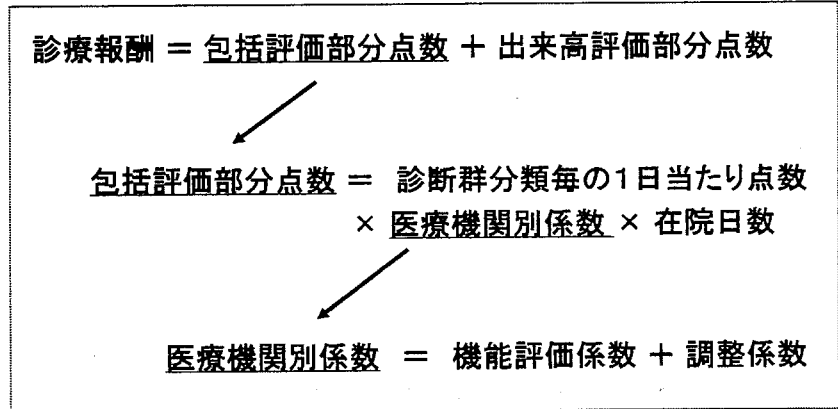 診療報酬 = 包括評価部分点数 + 出来高評価部分点数
包括評価部分点数 = 診断群分類毎の1日当たり点数
× 医療機関別係数 × 在院日数
医療機関別係数 = 機能評価係数 + 調整係数